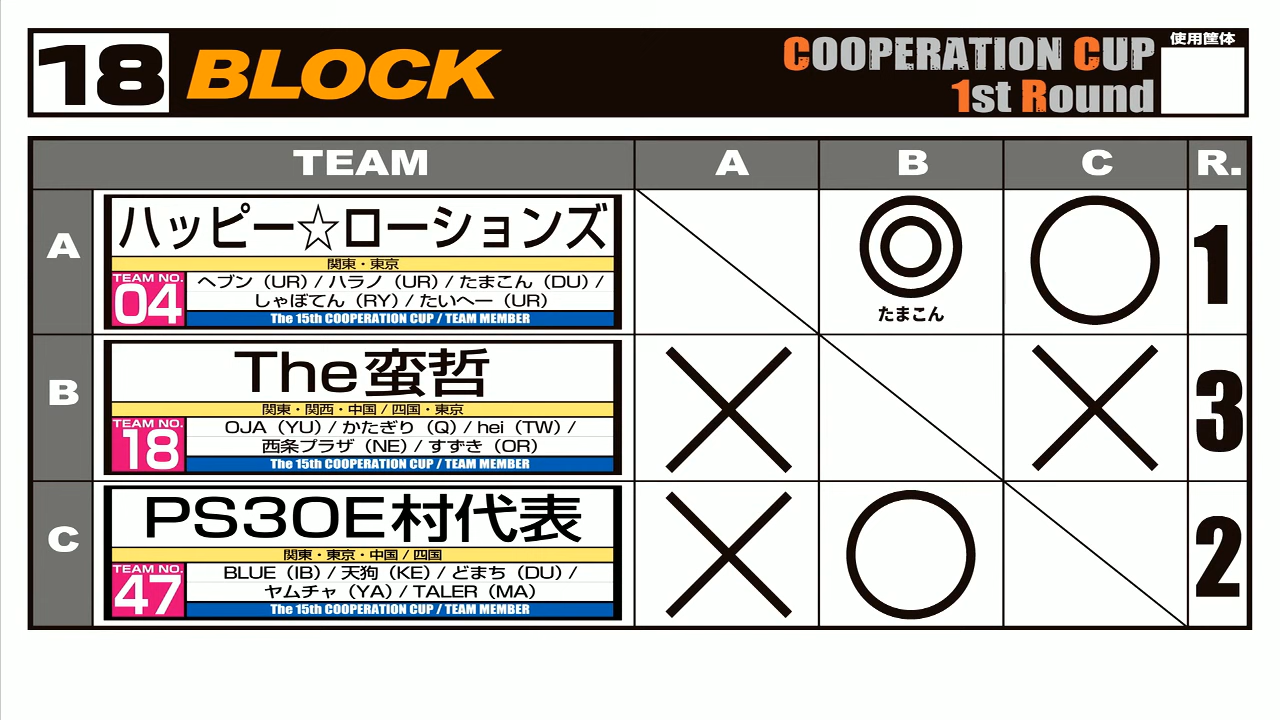 18 BLOCK
COOPERATION CUP
1st Round
使用筐体
TEAM A B C R.
A
ハッピー☆ローションズ
関東・東京
TEAM NO.
04
ヘブン（UR）/ ハラノ（UR）/ たまこん（DU）/
しゃぼてん（RY）/ たいへー（UR）
The 15th COOPERATION CUP / TEAM MEMBER
◎
たまこん
○
1
B
The蛮哲
関東・関西・中国 / 四国・東京
TEAM NO.
18
OJA（YU）/ かたぎり（Q）/ hei（TW）/
西条プラザ（NE）/ すずき（OR）
The 15th COOPERATION CUP / TEAM MEMBER
× ×
3
C
PS30E村代表
関東・東京・中国 / 四国
TEAM NO.
47
BLUE（IB）/ 天狗（KE）/ どまち（DU）/
ヤムチャ（YA）/ TALER（MA）
The 15th COOPERATION CUP / TEAM MEMBER
× ○
2